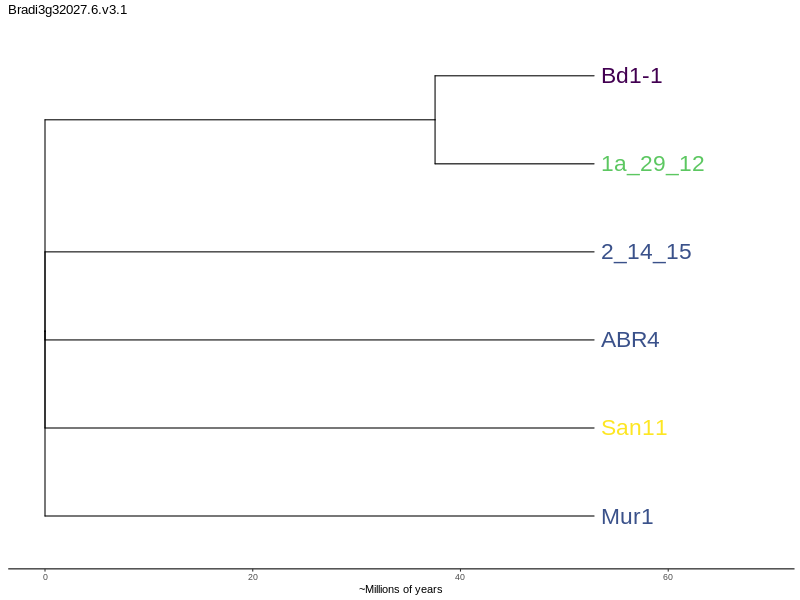 Bradi3g32027.6.v3.1
Bd1-1
1a_29_12
2_14_15
ABR4
San11
Mur1
0 20 40 60
~Millions of years